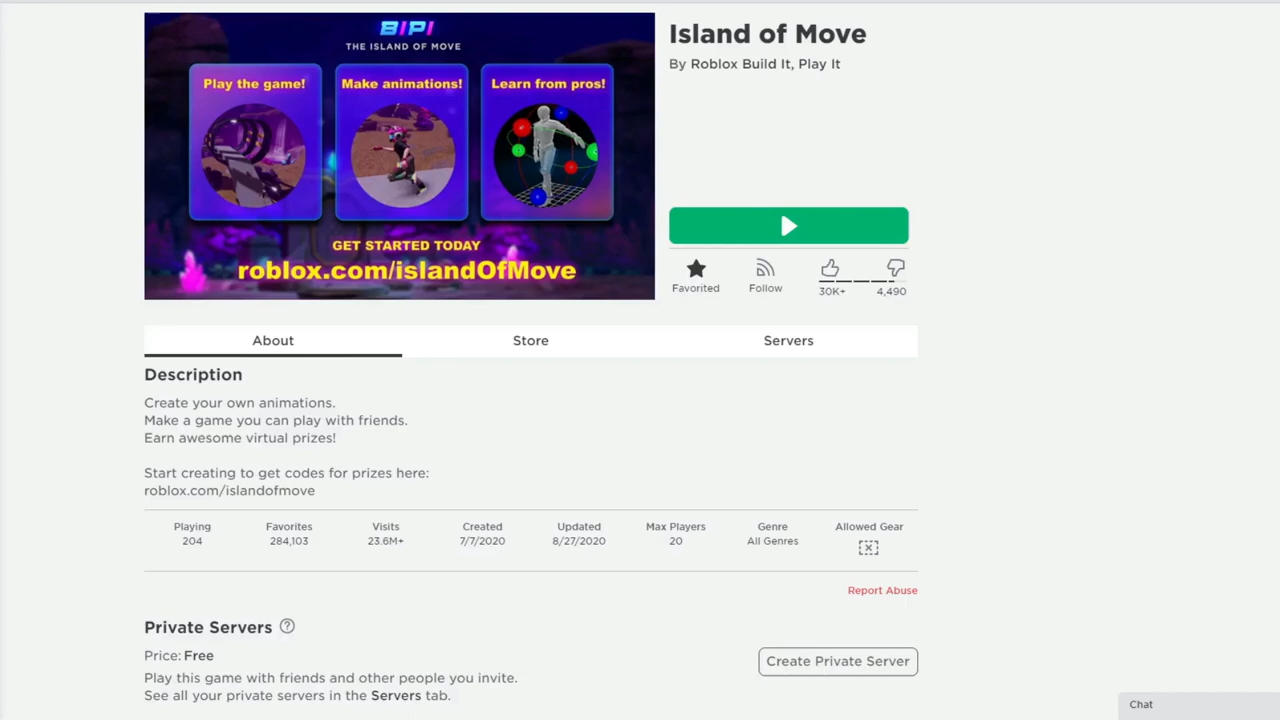 BIPI
THE ISLAND OF MOVE
Play the game!
Make animations!
Learn from pros!
GET STARTED TODAY
roblox.com/islandOfMove
Island of Move
By Roblox Build It, Play It
Favorited
Follow
30K+
4,490
About
Store
Servers
Description
Create your own animations.
Make a game you can play with friends.
Earn awesome virtual prizes!
Start creating to get codes for prizes here:
roblox.com/islandofmove
Playing Favorites Visits Created Updated Max Players Genre Allowed Gear
204 284,103 23.6M+ 7/7/2020 8/27/2020 20 All Genres
Report Abuse
Private Servers ?
Price: Free
Create Private Server
Play this game with friends and other people you invite.
See all your private servers in the Servers tab.
Chat